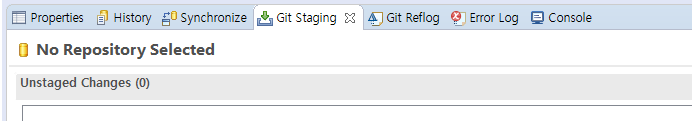 Properties History Synchronize Git Staging Git Reflog Error Log Console
No Repository Selected
Unstaged Changes (0)